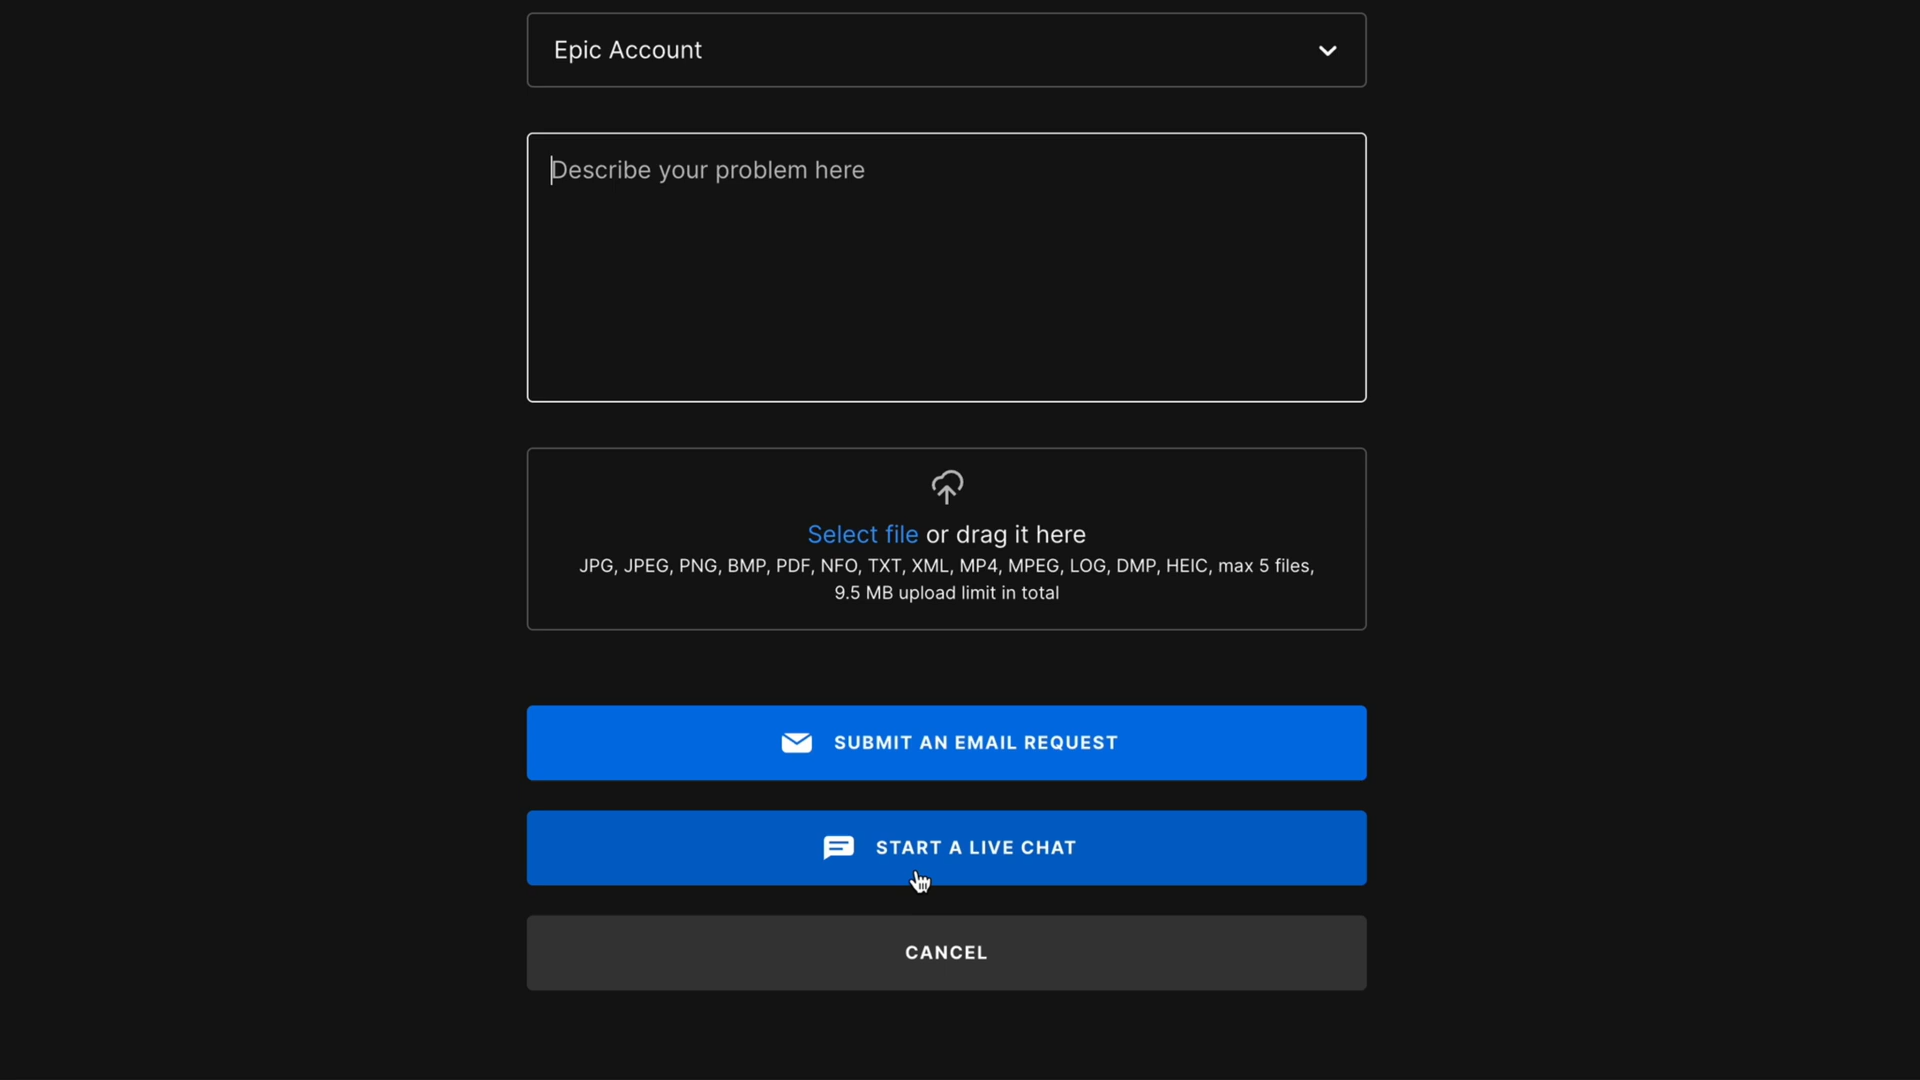 Epic Account
Describe your problem here
Select file or drag it here
JPG, JPEG, PNG, BMP, PDF, NFO, TXT, XML, MP4, MPEG, LOG, DMP, HEIC, max 5 files,
9.5 MB upload limit in total
SUBMIT AN EMAIL REQUEST
START A LIVE CHAT
CANCEL